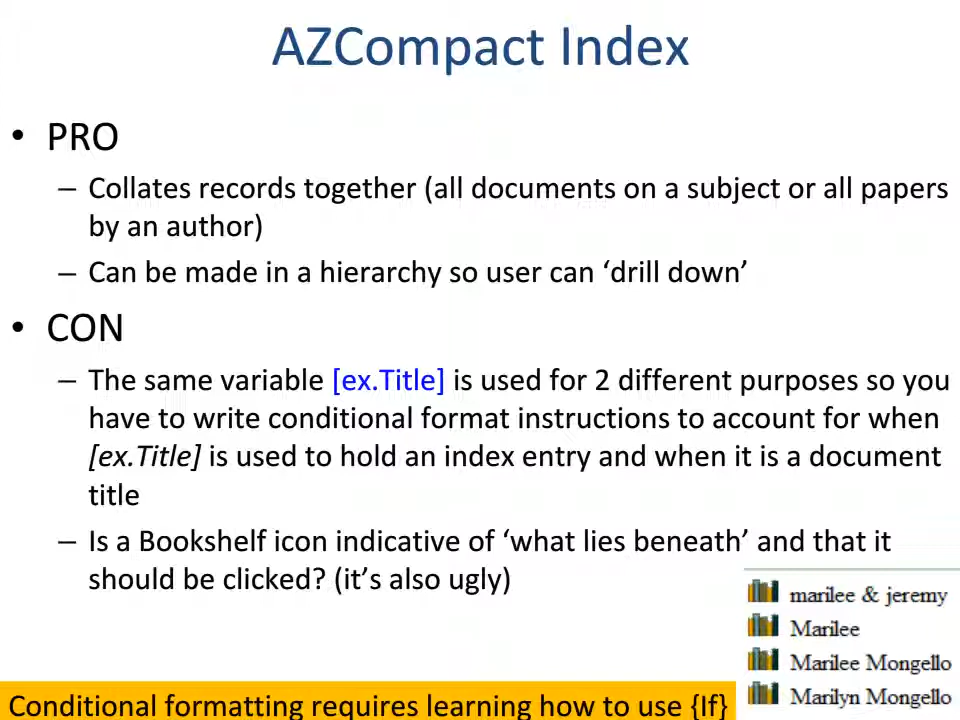 AZCompact Index
• PRO
– Collates records together (all documents on a subject or all papers
by an author)
– Can be made in a hierarchy so user can ‘drill down’
• CON
– The same variable [ex.Title] is used for 2 different purposes so you
have to write conditional format instructions to account for when
[ex.Title] is used to hold an index entry and when it is a document
title
– Is a Bookshelf icon indicative of ‘what lies beneath’ and that it
should be clicked? (it’s also ugly)
marilee & jeremy
Marilee
Marilee Mongello
Marilyn Mongello
Conditional formatting requires learning how to use {If}